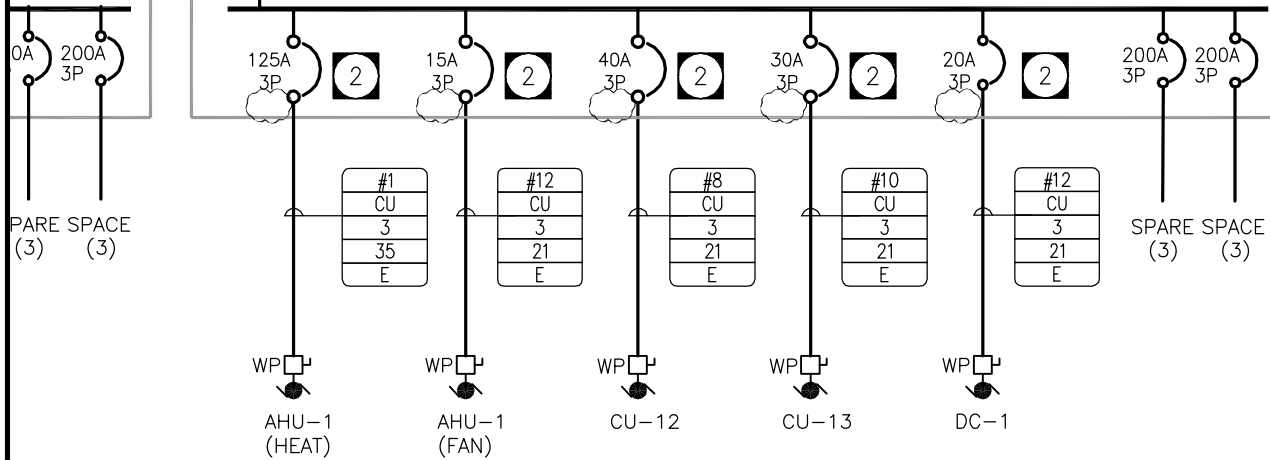 0A
200A
3P
125A
3P
2
15A
3P
2
40A
3P
2
30A
3P
2
20A
3P
2
200A
3P
200A
3P
#1
CU
3
35
E
#12
CU
3
21
E
#8
CU
3
21
E
#10
CU
3
21
E
#12
CU
3
21
E
PARE
(3)
SPACE
(3)
SPARE
(3)
SPACE
(3)
WP
WP
WP
WP
WP
AHU-1
(HEAT)
AHU-1
(FAN)
CU-12
CU-13
DC-1